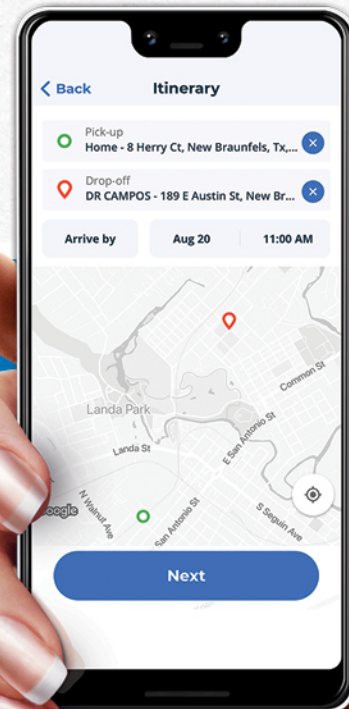 Back Itinerary
Pick-up
Home - 8 Herry Ct, New Braunfels, Tx,...
Drop-off
DR CAMPOS - 189 E Austin St, New Br...
Arrive by Aug 20 11:00 AM
Common St
Landa Park
E San Antonio St
Landa St
N Walnut Ave
San Antonio St
S Seguin Ave
oogle
Next